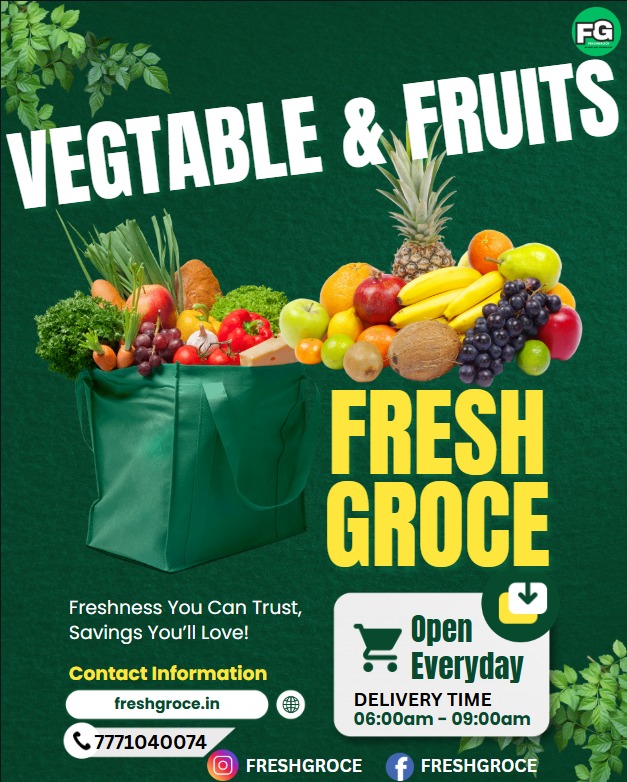 FG
VEGTABLE & FRUITS
FRESH
GROCE
Freshness You Can Trust,
Savings You'll Love!
Contact Information
freshgroce.in
7771040074
Open
Everyday
DELIVERY TIME
06:00am - 09:00am
FRESHGROCE
FRESHGROCE